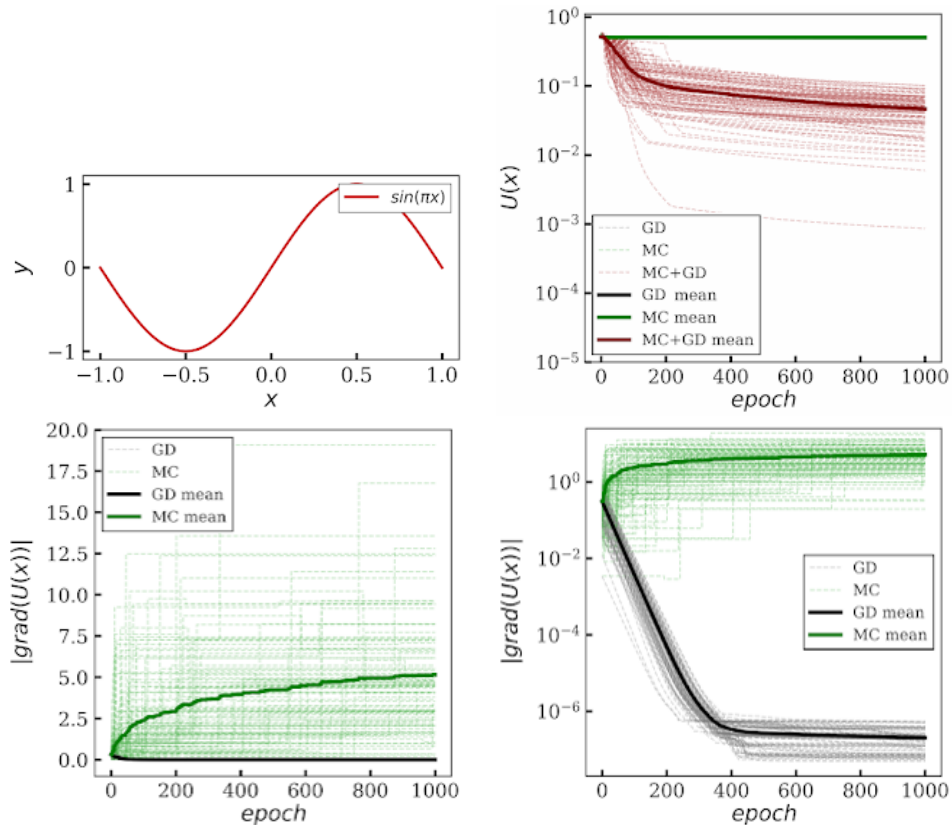 1
0
−1
y
−1.0 −0.5 0.0 0.5 1.0
x
sin(πx)
10⁰
10⁻¹
10⁻²
10⁻³
10⁻⁴
10⁻⁵
U(x)
GD
MC
MC+GD
GD mean
MC mean
MC+GD mean
0 200 400 600 800 1000
epoch
20.0
17.5
15.0
12.5
10.0
7.5
5.0
2.5
0.0
|grad(U(x))|
GD
MC
GD mean
MC mean
0 200 400 600 800 1000
epoch
10⁰
10⁻²
10⁻⁴
10⁻⁶
|grad(U(x))|
GD
MC
GD mean
MC mean
0 200 400 600 800 1000
epoch